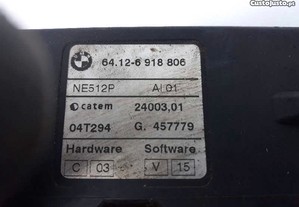 custojusto.pt
64.12-6 918 806
NE512P AI 01
catem 24003,01
04T294 G. 457779
Hardware Software
C 03 V 15